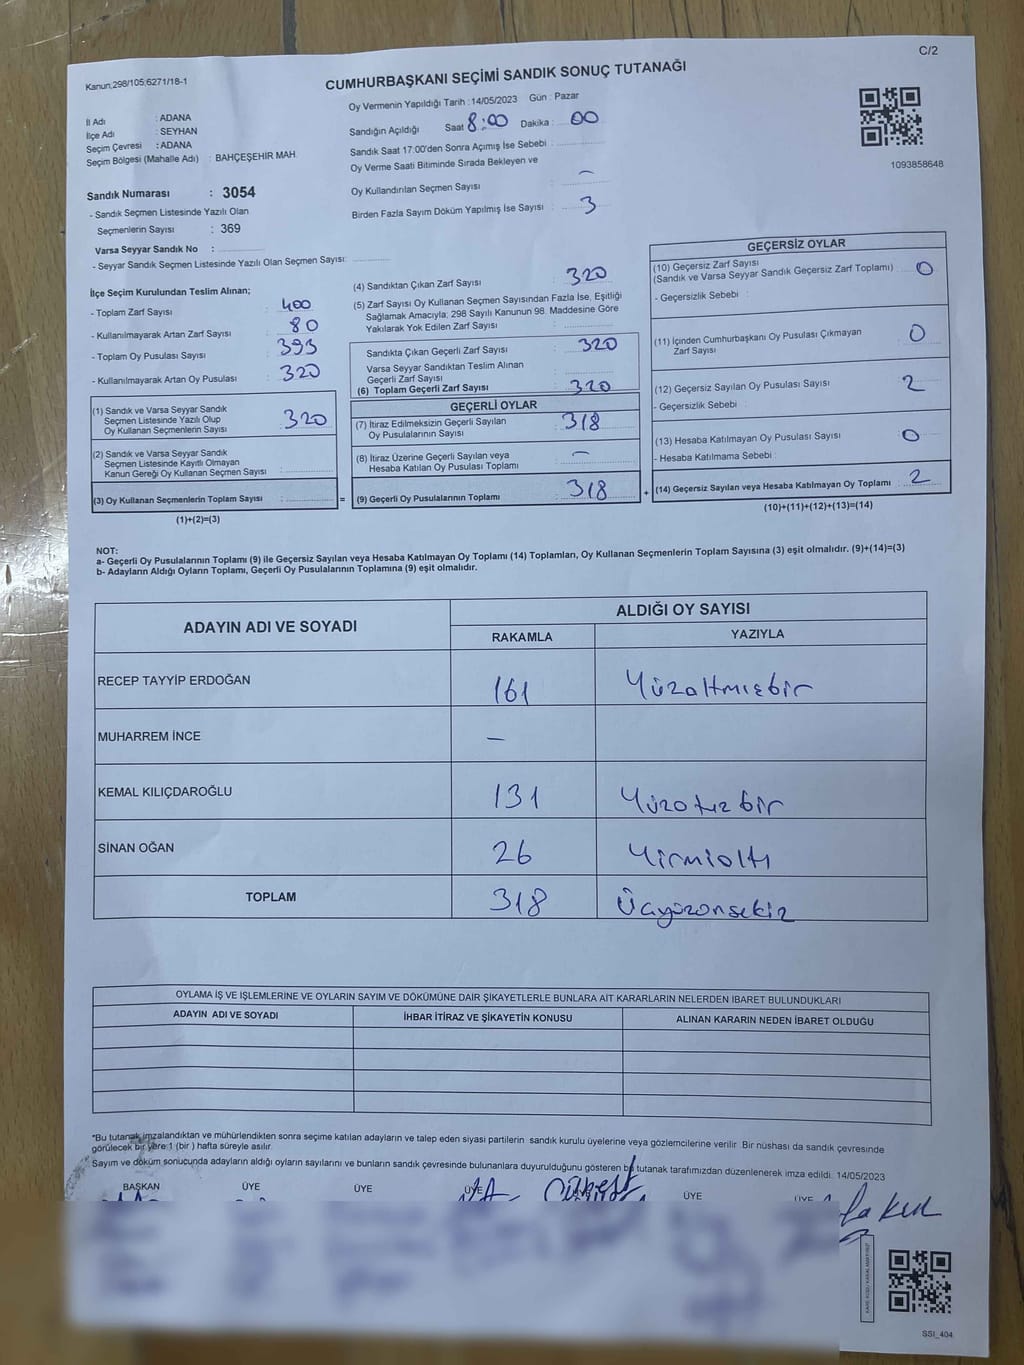 C/2
Kanun;298/105;6271/18-1
CUMHURBAŞKANI SEÇİMİ SANDIK SONUÇ TUTANAĞI
Oy Vermenin Yapıldığı Tarih : 14/05/2023 Gün : Pazar
İl Adı : ADANA
İlçe Adı : SEYHAN
Seçim Çevresi : ADANA
Seçim Bölgesi (Mahalle Adı) : BAHÇEŞEHİR MAH.
Sandığın Açıldığı Saat 8:00 Dakika : 00
Sandık Saat 17:00'den Sonra Açımış İse Sebebi :
Oy Verme Saati Bitiminde Sırada Bekleyen ve
Oy Kullandırılan Seçmen Sayısı : –
Birden Fazla Sayım Döküm Yapılmış İse Sayısı : 3
1093858648
Sandık Numarası : 3054
- Sandık Seçmen Listesinde Yazılı Olan
Seçmenlerin Sayısı : 369
Varsa Seyyar Sandık No :
- Seyyar Sandık Seçmen Listesinde Yazılı Olan Seçmen Sayısı:
İlçe Seçim Kurulundan Teslim Alınan;
- Toplam Zarf Sayısı : 400
- Kullanılmayarak Artan Zarf Sayısı : 80
- Toplam Oy Pusulası Sayısı : 393
- Kullanılmayarak Artan Oy Pusulası : 320
(1) Sandık ve Varsa Seyyar Sandık
Seçmen Listesinde Yazılı Olup
Oy Kullanan Seçmenlerin Sayısı : 320
(2) Sandık ve Varsa Seyyar Sandık
Seçmen Listesinde Kayıtlı Olmayan
Kanun Gereği Oy Kullanan Seçmen Sayısı :
(3) Oy Kullanan Seçmenlerin Toplam Sayısı : =
(1)+(2)=(3)
(4) Sandıktan Çıkan Zarf Sayısı : 320
(5) Zarf Sayısı Oy Kullanan Seçmen Sayısından Fazla İse, Eşitliği
Sağlamak Amacıyla; 298 Sayılı Kanunun 98. Maddesine Göre
Yakılarak Yok Edilen Zarf Sayısı :
Sandıkta Çıkan Geçerli Zarf Sayısı : 320
Varsa Seyyar Sandıktan Teslim Alınan
Geçerli Zarf Sayısı :
(6) Toplam Geçerli Zarf Sayısı : 320
GEÇERLİ OYLAR
(7) İtiraz Edilmeksizin Geçerli Sayılan
Oy Pusulalarının Sayısı : 318
(8) İtiraz Üzerine Geçerli Sayılan veya
Hesaba Katılan Oy Pusulası Toplamı : –
(9) Geçerli Oy Pusulalarının Toplamı : 318 +
GEÇERSİZ OYLAR
(10) Geçersiz Zarf Sayısı
(Sandık ve Varsa Seyyar Sandık Geçersiz Zarf Toplamı) : 0
- Geçersizlik Sebebi :
(11) İçinden Cumhurbaşkanı Oy Pusulası Çıkmayan
Zarf Sayısı : 0
(12) Geçersiz Sayılan Oy Pusulası Sayısı : 2
- Geçersizlik Sebebi :
(13) Hesaba Katılmayan Oy Pusulası Sayısı : 0
- Hesaba Katılmama Sebebi :
(14) Geçersiz Sayılan veya Hesaba Katılmayan Oy Toplamı : 2
(10)+(11)+(12)+(13)=(14)
NOT:
a- Geçerli Oy Pusulalarının Toplamı (9) ile Geçersiz Sayılan veya Hesaba Katılmayan Oy Toplamı (14) Toplamları, Oy Kullanan Seçmenlerin Toplam Sayısına (3) eşit olmalıdır. (9)+(14)=(3)
b- Adayların Aldığı Oyların Toplamı, Geçerli Oy Pusulalarının Toplamına (9) eşit olmalıdır.
ADAYIN ADI VE SOYADI ALDIĞI OY SAYISI
RAKAMLA YAZIYLA
RECEP TAYYİP ERDOĞAN 161 Yüzaltmışbir
MUHARREM İNCE –
KEMAL KILIÇDAROĞLU 131 Yüzotuzbir
SİNAN OĞAN 26 Yirmialtı
TOPLAM 318 Üçyüzonsekiz
OYLAMA İŞ VE İŞLEMLERİNE VE OYLARIN SAYIM VE DÖKÜMÜNE DAİR ŞİKAYETLERLE BUNLARA AİT KARARLARIN NELERDEN İBARET BULUNDUKLARI
ADAYIN ADI VE SOYADI İHBAR İTİRAZ VE ŞİKAYETİN KONUSU ALINAN KARARIN NEDEN İBARET OLDUĞU
*Bu tutanak imzalandıktan ve mühürlendikten sonra seçime katılan adayların ve talep eden siyasi partilerin sandık kurulu üyelerine veya gözlemcilerine verilir. Bir nüshası da sandık çevresinde
görülecek bir yere 1 (bir ) hafta süreyle asılır.
Sayım ve döküm sonucunda adayların aldığı oyların sayılarını ve bunların sandık çevresinde bulunanlara duyurulduğunu gösteren bu tutanak tarafımızdan düzenlenerek imza edildi. 14/05/2023
BAŞKAN ÜYE ÜYE ÜYE ÜYE ÜYE
SSI_404